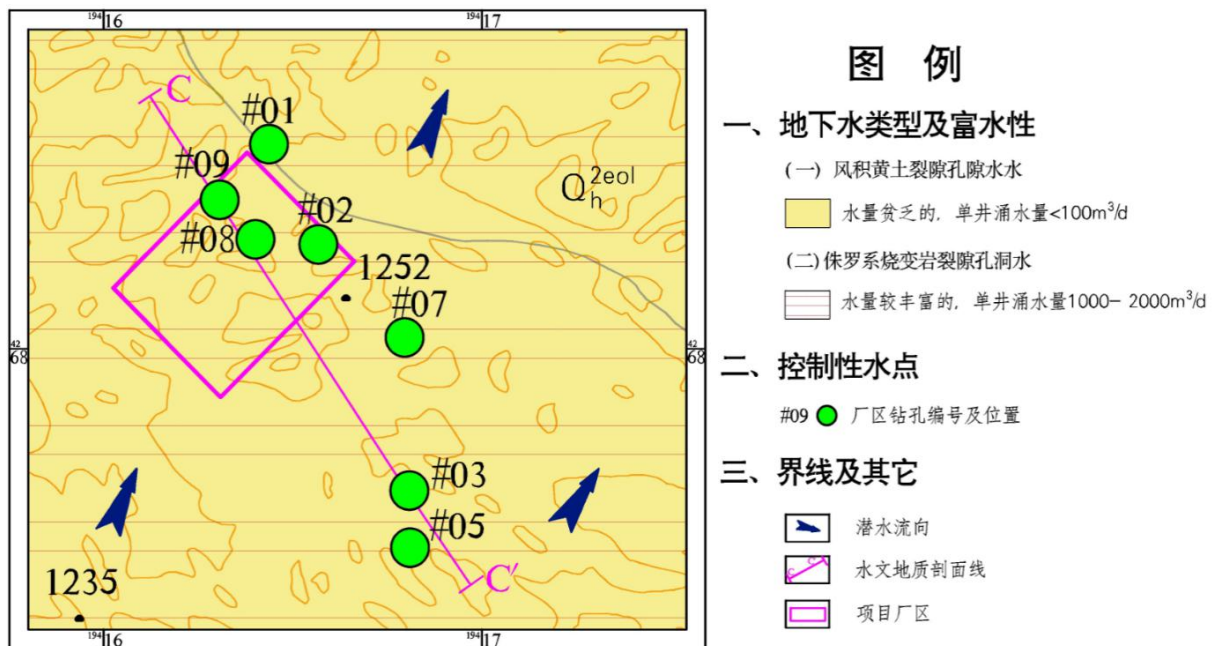 19416
19417
C
#01
#09
#02
#08
Qh2eol
1252
#07
4268
4268
#03
#05
C′
1235
19416
19417
图 例
一、地下水类型及富水性
(一) 风积黄土裂隙孔隙水水
水量贫乏的, 单井涌水量<100m³/d
(二)侏罗系烧变岩裂隙孔洞水
水量较丰富的, 单井涌水量1000- 2000m³/d
二、控制性水点
#09 厂区钻孔编号及位置
三、界线及其它
潜水流向
C C′ 水文地质剖面线
项目厂区